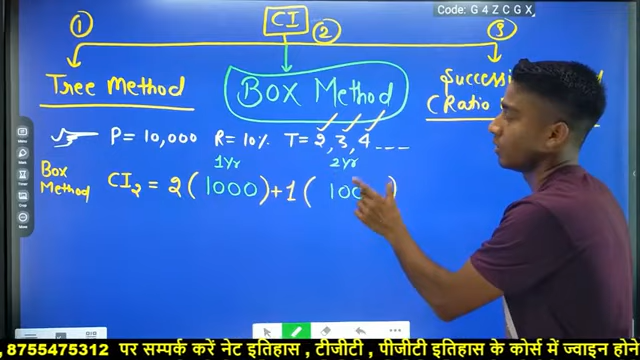 Code: G 4 Z C G X
① CI ② ③
Tree Method
BOX Method
Success
(Ratio
P = 10,000 R = 10% T = 2, 3, 4 ---
1Yr 2Yr
Box Method CI₂ = 2 ( 1000 ) + 1 ( 100 )
, 8755475312 पर सम्पर्क करें नेट इतिहास , टीजीटी , पीजीटी इतिहास के कोर्स में ज्वाइन होने